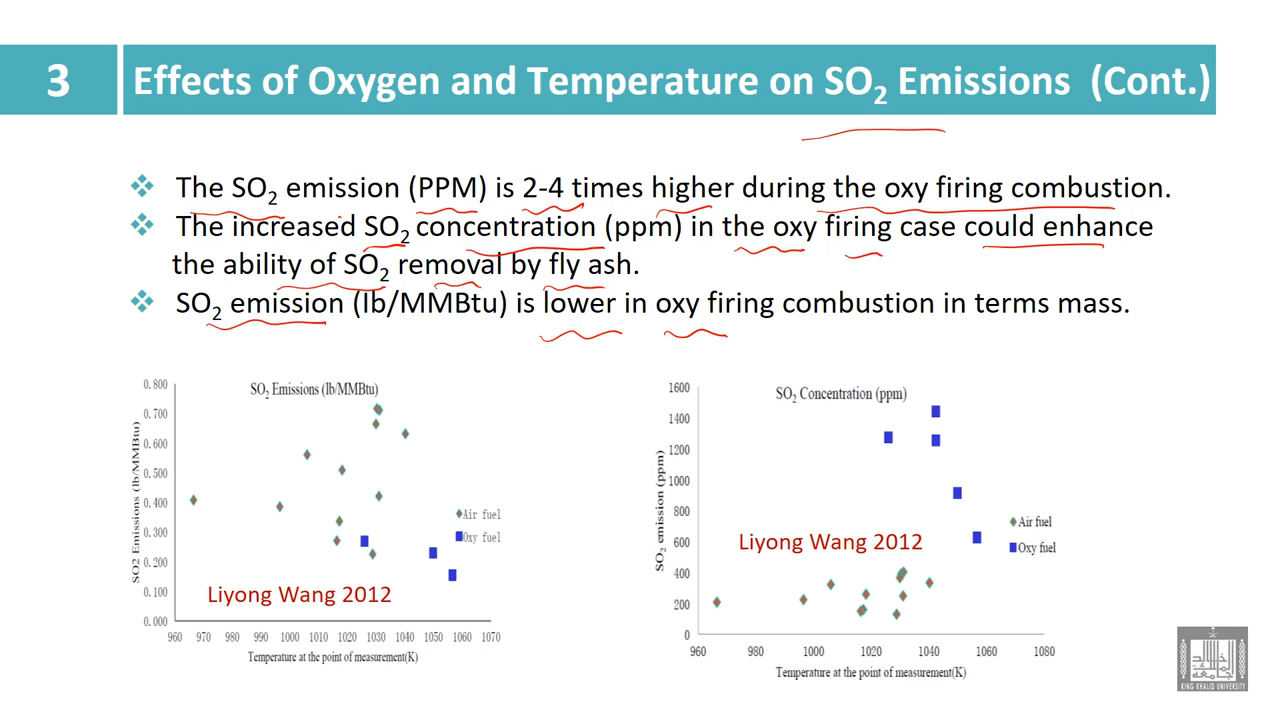 3
Effects of Oxygen and Temperature on SO2 Emissions (Cont.)
The SO2 emission (PPM) is 2-4 times higher during the oxy firing combustion.
The increased SO2 concentration (ppm) in the oxy firing case could enhance
the ability of SO2 removal by fly ash.
SO2 emission (Ib/MMBtu) is lower in oxy firing combustion in terms mass.
SO2 Emissions (Ib/MMBtu)
SO2 Emissions (Ib/MMBtu)
0.800
0.700
0.600
0.500
0.400
0.300
0.200
0.100
0.000
960 970 980 990 1000 1010 1020 1030 1040 1050 1060 1070
Temperature at the point of measurement(K)
Air fuel
Oxy fuel
Liyong Wang 2012
SO2 Concentration (ppm)
SO2 emission (ppm)
1600
1400
1200
1000
800
600
400
200
0
960 980 1000 1020 1040 1060 1080
Temperature at the point of measurement(K)
Air fuel
Oxy fuel
Liyong Wang 2012
KING KHALID UNIVERSITY